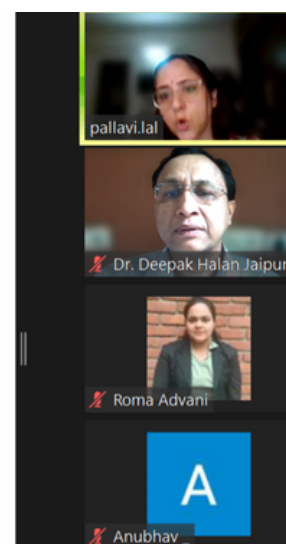 pallavi.lal
Dr. Deepak Halan Jaipur
Roma Advani
A
Anubhav _